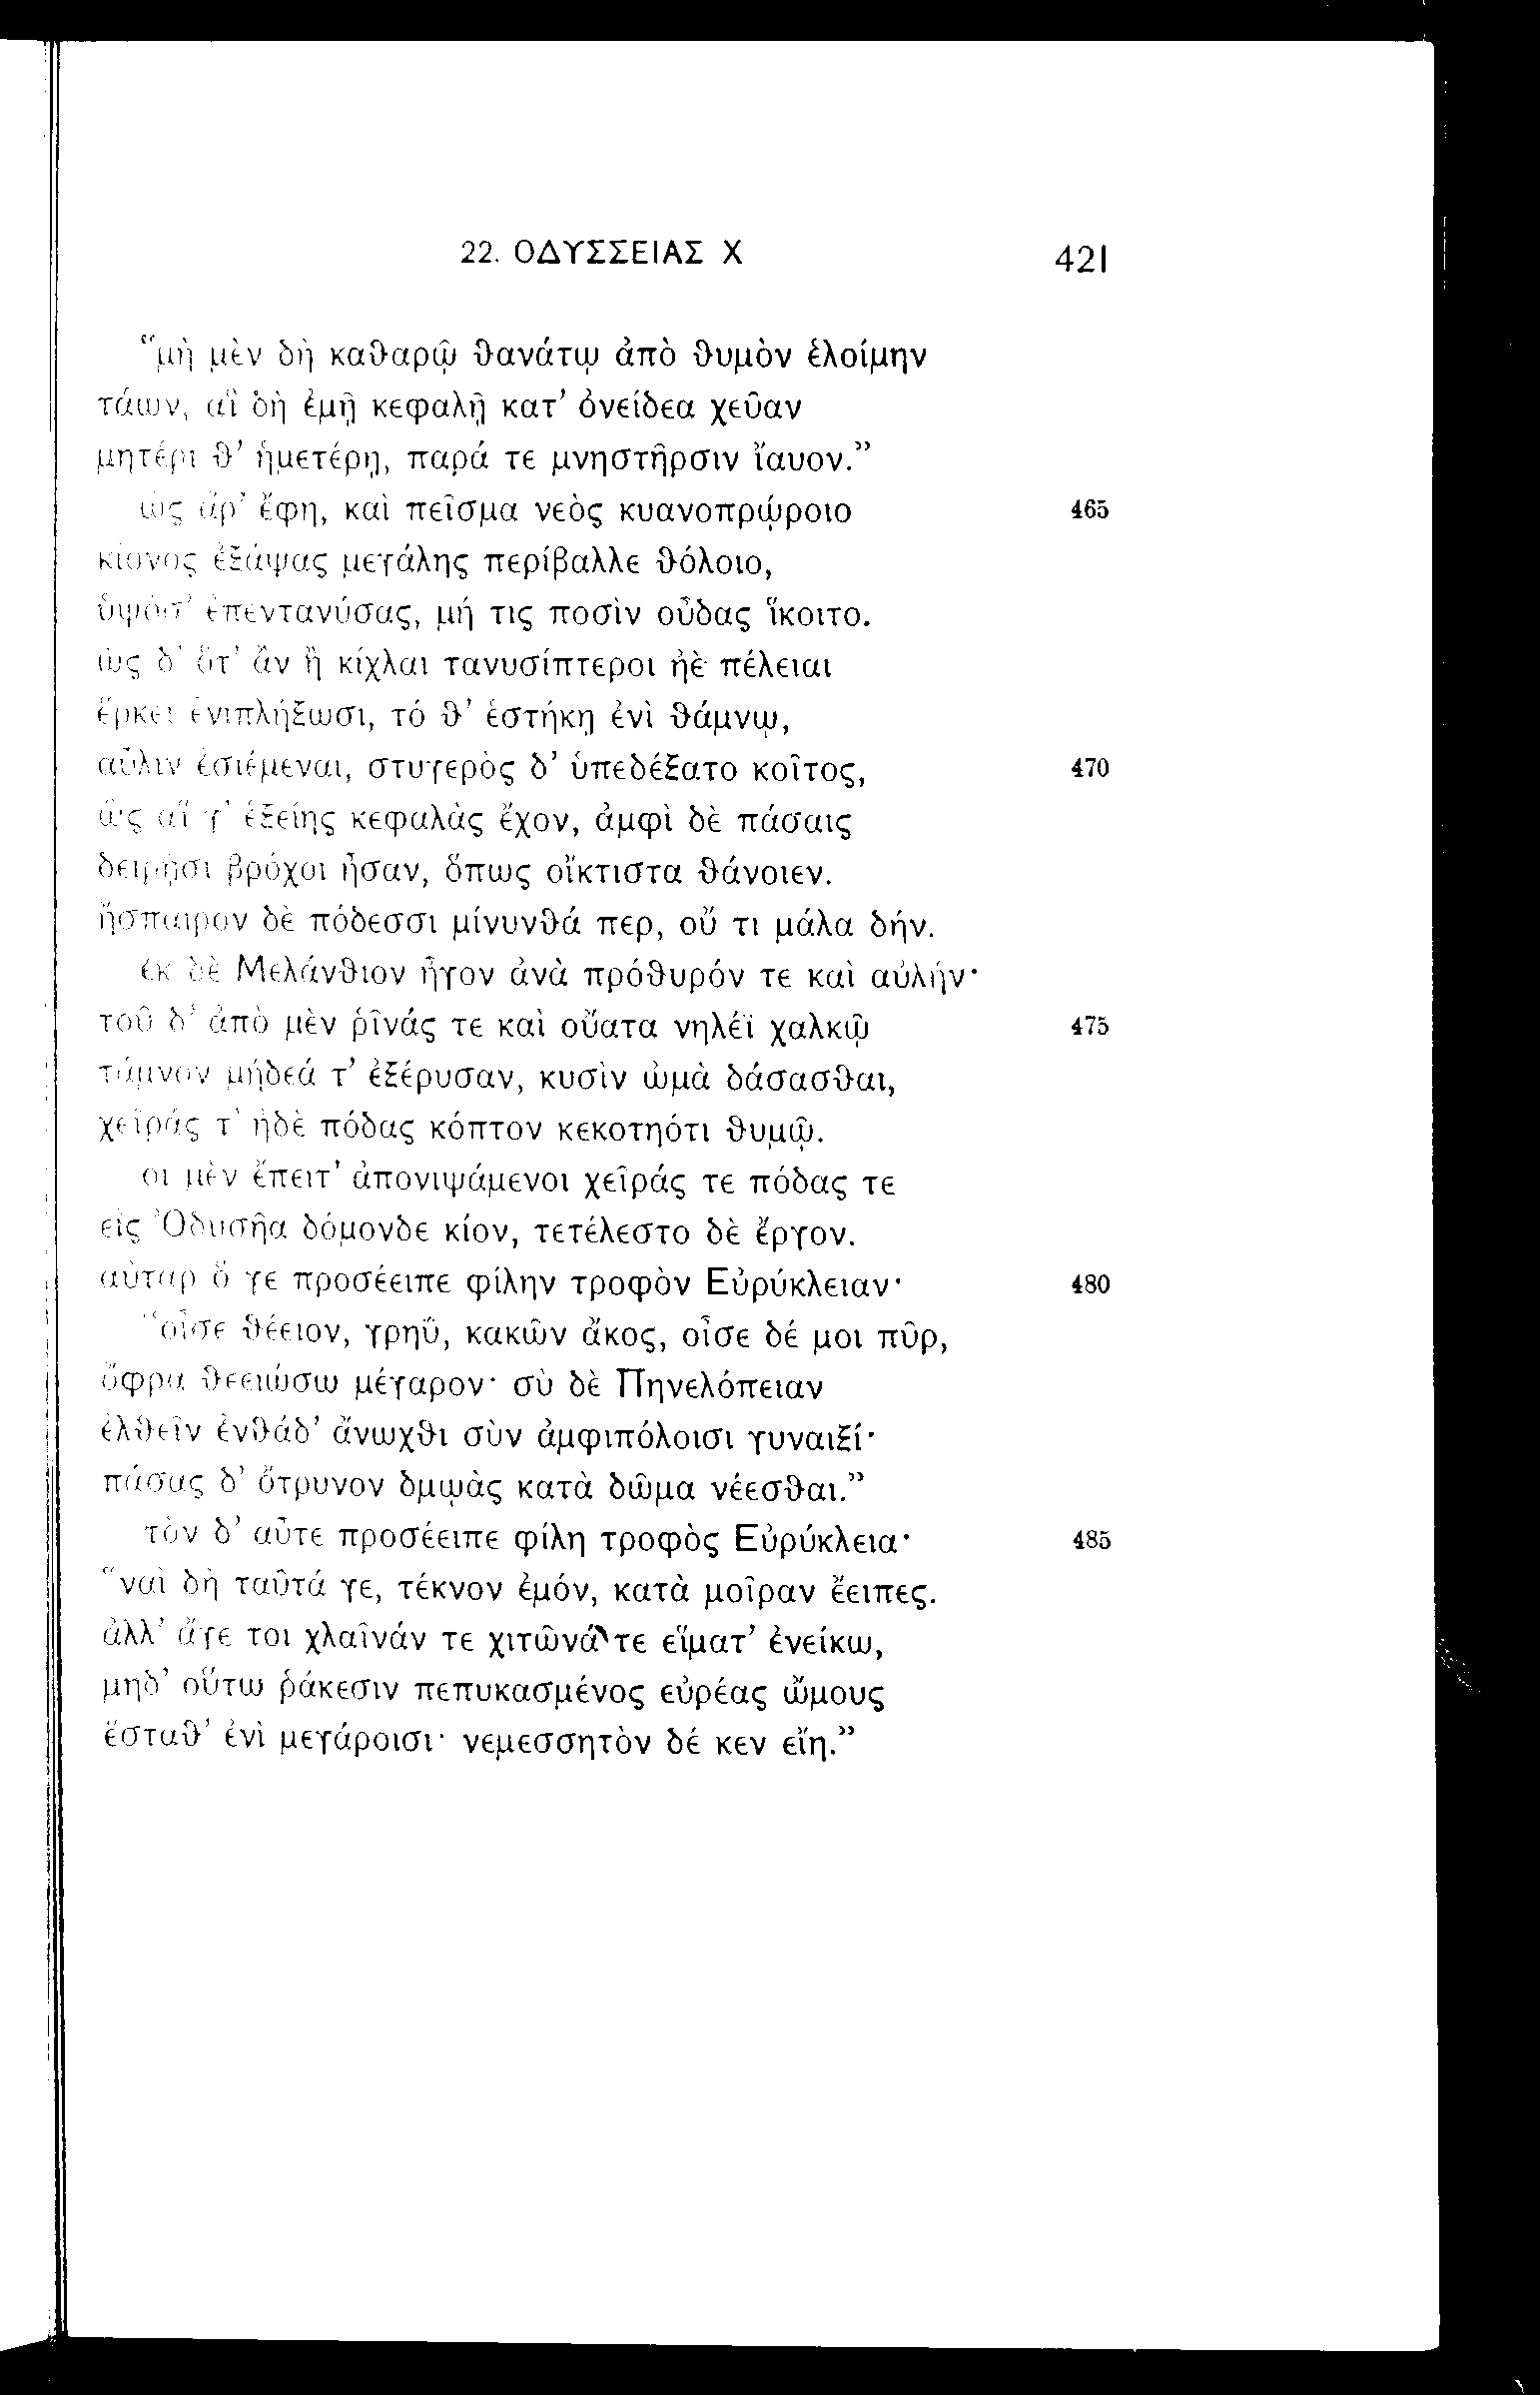 22. ΟΔΥΣΣΕΙΑΣ Χ 421
“μὴ μὲν δὴ καθαρῷ θανάτῳ ἀπὸ θυμὸν ἑλοίμην
τάων, αἳ δὴ ἐμῇ κεφαλῇ κατ’ ὀνείδεα χεῦαν
μητέρι θ’ ἡμετέρῃ, παρά τε μνηστῆρσιν ἴαυον.”
ὣς ἄρ’ ἔφη, καὶ πεῖσμα νεὸς κυανοπρῴροιο 465
κίονος ἐξάψας μεγάλης περίβαλλε θόλοιο,
ὑψόσ’ ἐπεντανύσας, μή τις ποσὶν οὖδας ἵκοιτο.
ὡς δ’ ὅτ’ ἂν ἢ κίχλαι τανυσίπτεροι ἠὲ πέλειαι
ἕρκει ἐνιπλήξωσι, τό θ’ ἑστήκῃ ἐνὶ θάμνῳ,
αὖλιν ἐσιέμεναι, στυγερὸς δ’ ὑπεδέξατο κοῖτος, 470
ὣς αἵ γ’ ἑξείης κεφαλὰς ἔχον, ἀμφὶ δὲ πάσαις
δειρῇσι βρόχοι ἦσαν, ὅπως οἴκτιστα θάνοιεν.
ἤσπαιρον δὲ πόδεσσι μίνυνθά περ, οὔ τι μάλα δήν.
ἐκ δὲ Μελάνθιον ἦγον ἀνὰ πρόθυρόν τε καὶ αὐλήν·
τοῦ δ’ ἀπὸ μὲν ῥῖνάς τε καὶ οὔατα νηλέϊ χαλκῷ 475
τάμνον μήδεά τ’ ἐξέρυσαν, κυσὶν ὠμὰ δάσασθαι,
χεῖράς τ’ ἠδὲ πόδας κόπτον κεκοτηότι θυμῷ.
οἱ μὲν ἔπειτ’ ἀπονιψάμενοι χεῖράς τε πόδας τε
εἰς Ὀδυσῆα δόμονδε κίον, τετέλεστο δὲ ἔργον.
αὐτὰρ ὅ γε προσέειπε φίλην τροφὸν Εὐρύκλειαν· 480
“οἶσε θέειον, γρηΰ, κακῶν ἄκος, οἶσε δέ μοι πῦρ,
ὄφρα θεειώσω μέγαρον· σὺ δὲ Πηνελόπειαν
ἐλθεῖν ἐνθάδ’ ἄνωχθι σὺν ἀμφιπόλοισι γυναιξί·
πάσας δ’ ὄτρυνον δμῳὰς κατὰ δῶμα νέεσθαι.”
τὸν δ’ αὖτε προσέειπε φίλη τροφὸς Εὐρύκλεια· 485
“ναὶ δὴ ταῦτά γε, τέκνον ἐμόν, κατὰ μοῖραν ἔειπες.
ἀλλ’ ἄγε τοι χλαῖνάν τε χιτῶνά τε εἵματ’ ἐνείκω,
μηδ’ οὕτω ῥάκεσιν πεπυκασμένος εὐρέας ὤμους
ἕσταθ’ ἐνὶ μεγάροισι· νεμεσσητὸν δέ κεν εἴη.”